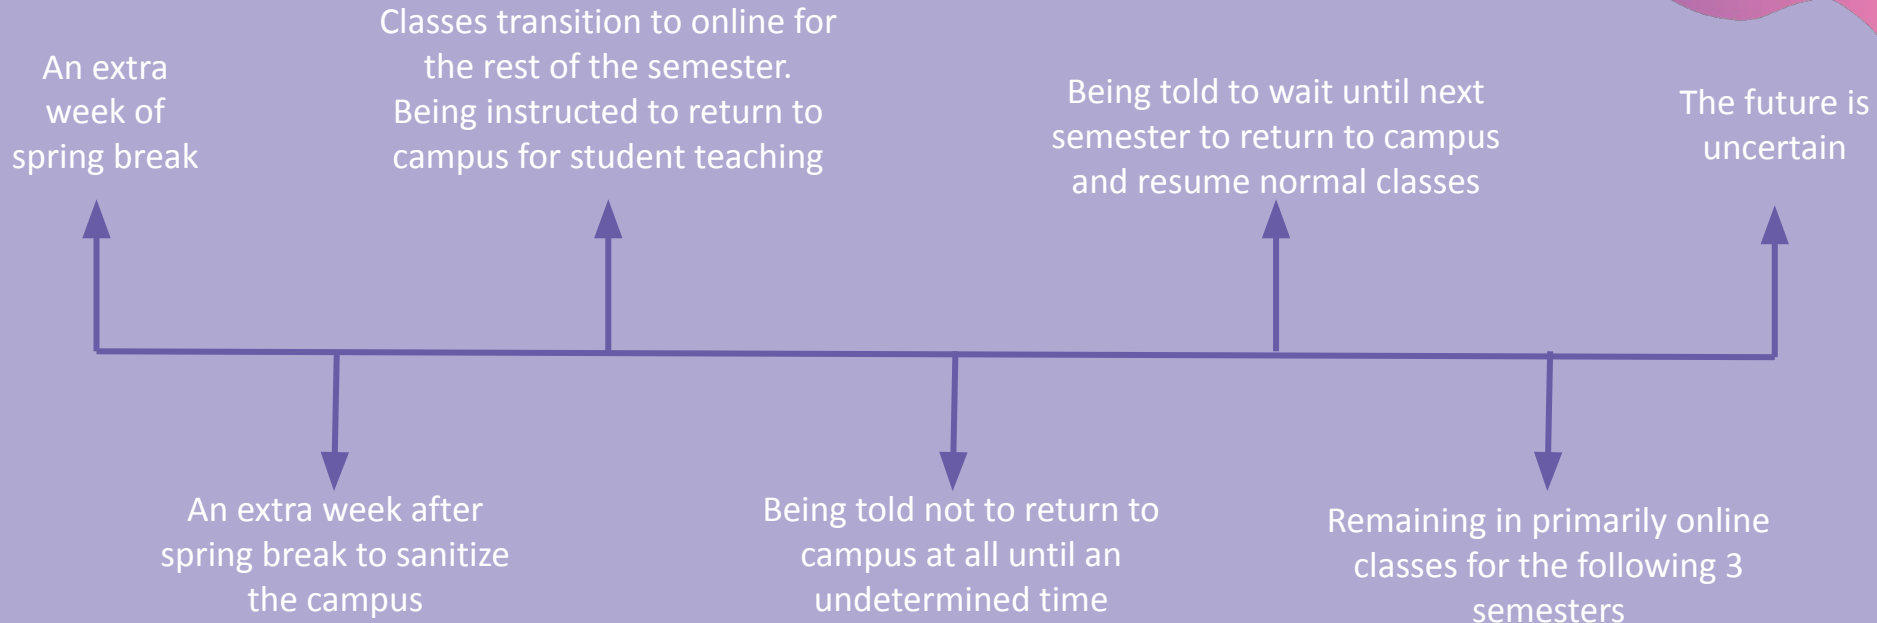 An extra
week of
spring break
An extra week after
spring break to sanitize
the campus
Classes transition to online for
the rest of the semester.
Being instructed to return to
campus for student teaching
Being told not to return to
campus at all until an
undetermined time
Being told to wait until next
semester to return to campus
and resume normal classes
Remaining in primarily online
classes for the following 3
semesters
The future is
uncertain